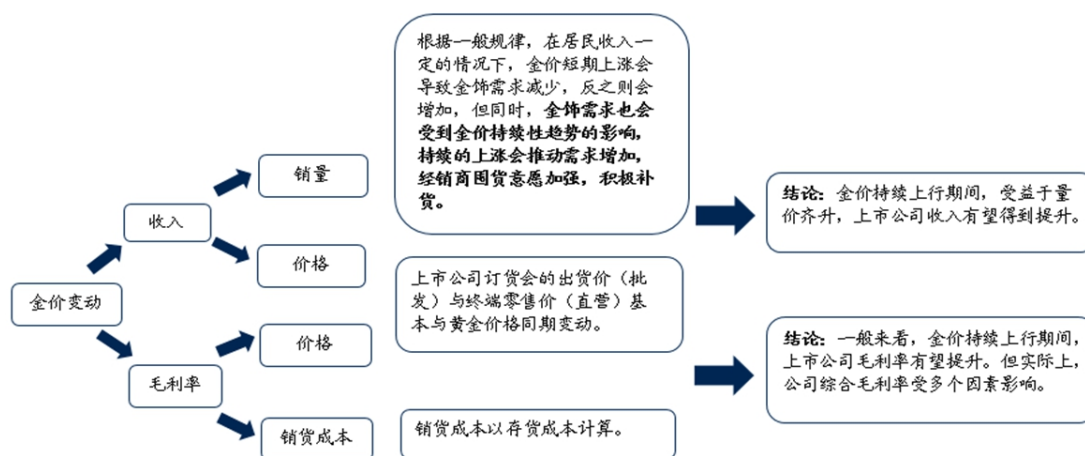 金价变动
收入
毛利率
销量
价格
价格
销货成本
根据一般规律，在居民收入一
定的情况下，金价短期上涨会
导致金饰需求减少，反之则会
增加，但同时，金饰需求也会
受到金价持续性趋势的影响，
持续的上涨会推动需求增加，
经销商囤货意愿加强，积极补
货。
上市公司订货会的出货价（批
发）与终端零售价（直营）基
本与黄金价格同期变动。
销货成本以存货成本计算。
结论：金价持续上行期间，受益于量
价齐升，上市公司收入有望得到提升。
结论：一般来看，金价持续上行期间，
上市公司毛利率有望提升。但实际上，
公司综合毛利率受多个因素影响。